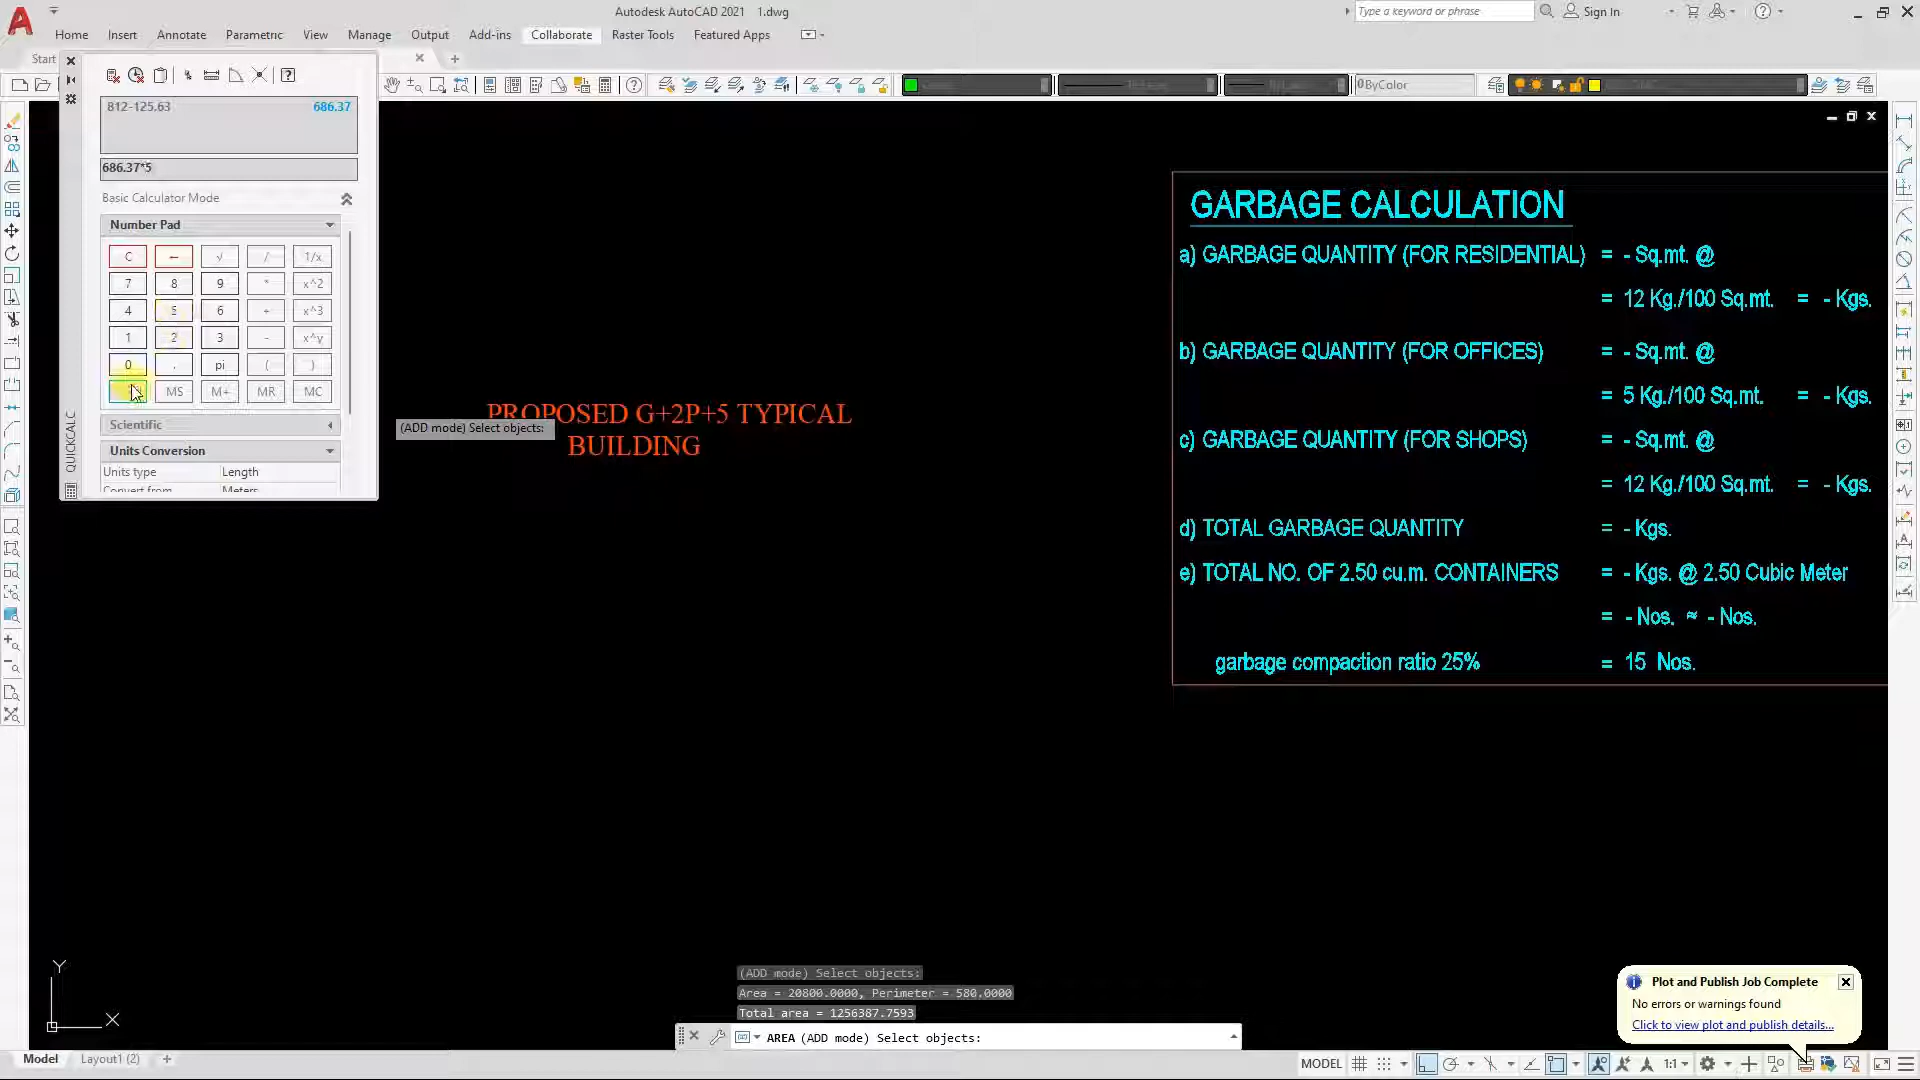 Autodesk AutoCAD 2021 1.dwg
Type a keyword or phrase
Sign In
Home Insert Annotate Parametric View Manage Output Add-ins Collaborate Raster Tools Featured Apps
Start
ByColor
812-125.63 686.37
686.37*5
Basic Calculator Mode
Number Pad
C ← √ / 1/x
7 8 9 * x^2
4 5 6 + x^3
1 2 3 - x^y
0 . pi ( )
MS M+ MR MC
Scientific
Units Conversion
Units type Length
Convert from Meters
QUICKCALC
PROPOSED G+2P+5 TYPICAL
BUILDING
(ADD mode) Select objects:
GARBAGE CALCULATION
a) GARBAGE QUANTITY (FOR RESIDENTIAL) = - Sq.mt. @
= 12 Kg./100 Sq.mt. = - Kgs.
b) GARBAGE QUANTITY (FOR OFFICES) = - Sq.mt. @
= 5 Kg./100 Sq.mt. = - Kgs.
c) GARBAGE QUANTITY (FOR SHOPS) = - Sq.mt. @
= 12 Kg./100 Sq.mt. = - Kgs.
d) TOTAL GARBAGE QUANTITY = - Kgs.
e) TOTAL NO. OF 2.50 cu.m. CONTAINERS = - Kgs. @ 2.50 Cubic Meter
= - Nos. ≈ - Nos.
garbage compaction ratio 25% = 15 Nos.
Y
X
(ADD mode) Select objects:
Area = 20800.0000, Perimeter = 580.0000
Total area = 1256387.7593
AREA (ADD mode) Select objects:
Plot and Publish Job Complete
No errors or warnings found
Click to view plot and publish details...
Model Layout1 (2) +
MODEL 1:1